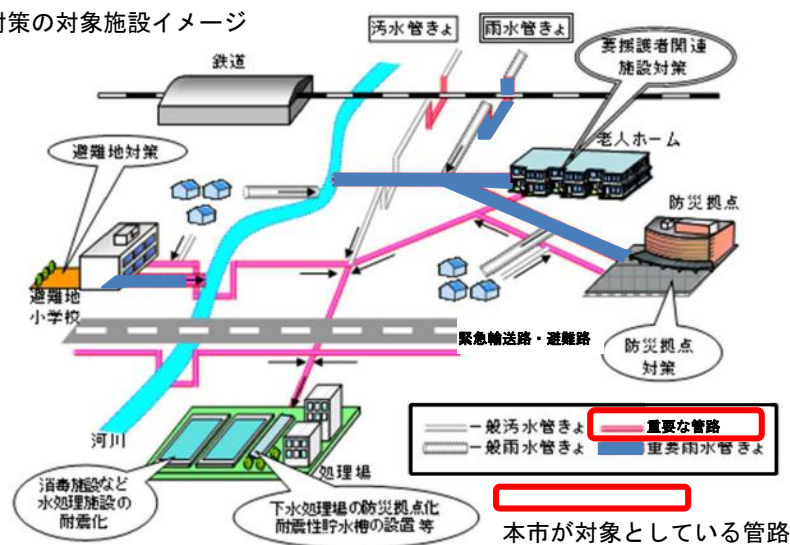 対策の対象施設イメージ
汚水管きょ
雨水管きょ
要援護者関連
施設対策
鉄道
避難地対策
老人ホーム
防災拠点
避難地
小学校
緊急輸送路・避難路
防災拠点
対策
河川
処理場
一般汚水管きょ
重要な管路
一般雨水管きょ
重要雨水管きょ
消毒施設など
水処理施設の
耐震化
下水処理場の防災拠点化
耐震性貯水槽の設置等
本市が対象としている管路